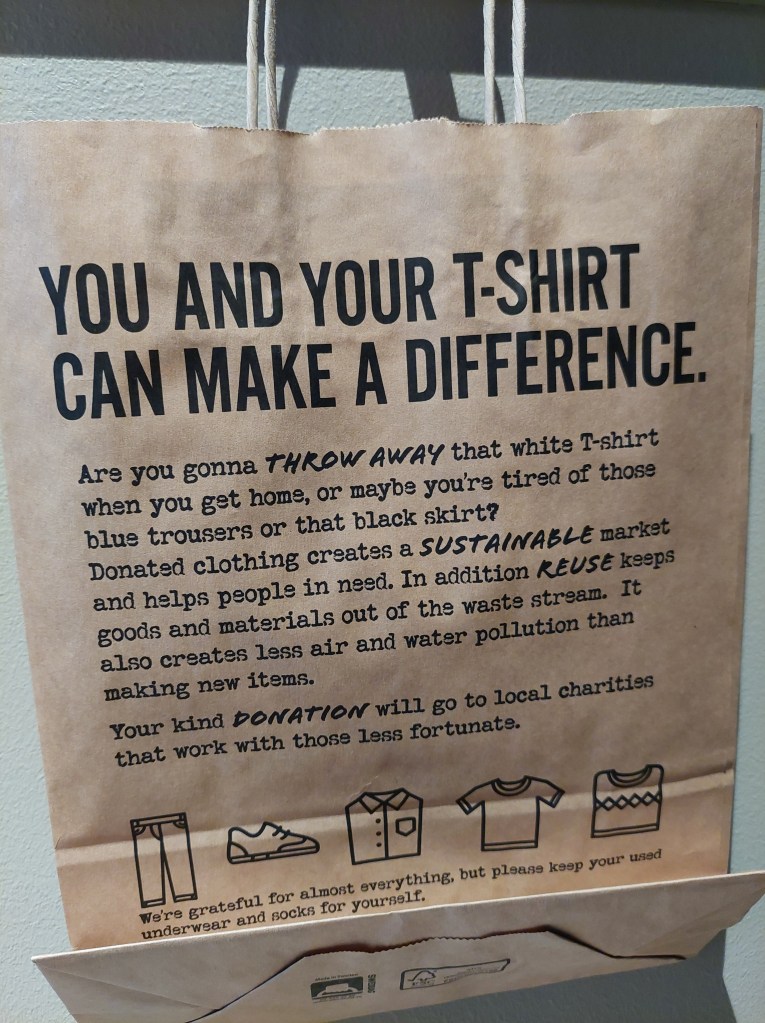 YOU AND YOUR T-SHIRT
CAN MAKE A DIFFERENCE.
Are you gonna THROW AWAY that white T-shirt
when you get home, or maybe you're tired of those
blue trousers or that black skirt?
Donated clothing creates a SUSTAINABLE market
and helps people in need. In addition REUSE keeps
goods and materials out of the waste stream. It
also creates less air and water pollution than
making new items.
Your kind DONATION will go to local charities
that work with those less fortunate.
We're grateful for almost everything, but please keep your used
underwear and socks for yourself.